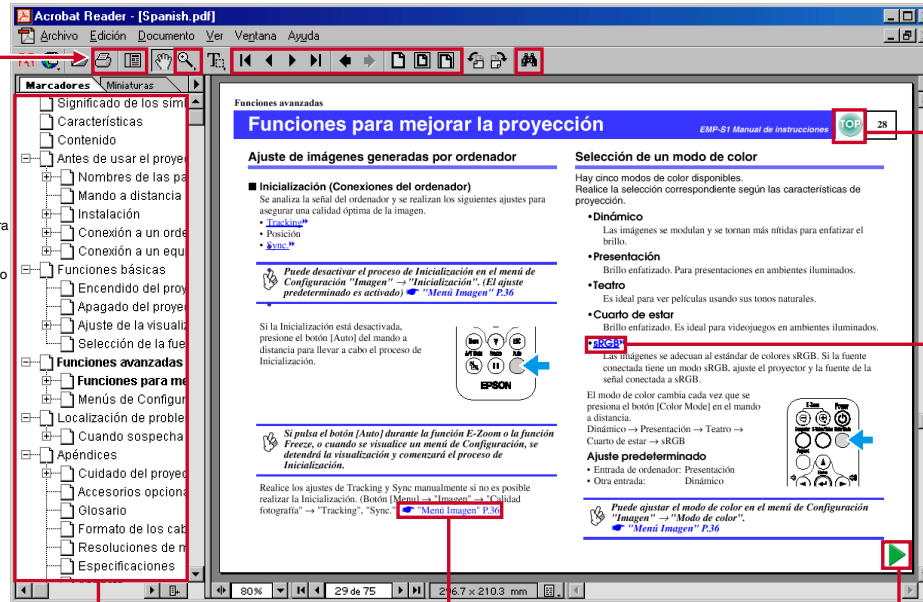 Acrobat Reader - [Spanish.pdf]
Archivo Edición Documento Ver Ventana Ayuda
Marcadores Miniaturas
Significado de los sím
Características
Contenido
Antes de usar el proye
Nombres de las pa
Mando a distancia
Instalación
Conexión a un orde
Conexión a un equ
Funciones básicas
Encendido del proy
Apagado del proye
Ajuste de la visualiz
Selección de la fue
Funciones avanzadas
Funciones para me
Menús de Configur
Localización de proble
Cuando sospecha
Apéndices
Cuidado del proyec
Accesorios opciona
Glosario
Formato de los cab
Resoluciones de m
Especificaciones
ra
o
Funciones avanzadas
Funciones para mejorar la proyección
EMP-S1 Manual de instrucciones
TOP
28
Ajuste de imágenes generadas por ordenador
■ Inicialización (Conexiones del ordenador)
Se analiza la señal del ordenador y se realizan los siguientes ajustes para
asegurar una calidad óptima de la imagen.
• Tracking
• Posición
• Sync.
Puede desactivar el proceso de Inicialización en el menú de
Configuración "Imagen" → "Inicialización". (El ajuste
predeterminado es activado) ☛ "Menú Imagen" P.36
Si la Inicialización está desactivada,
presione el botón [Auto] del mando a
distancia para llevar a cabo el proceso de
Inicialización.
EPSON
Si pulsa el botón [Auto] durante la función E-Zoom o la función
Freeze, o cuando se visualice un menú de Configuración, se
detendrá la visualización y comenzará el proceso de
Inicialización.
Realice los ajustes de Tracking y Sync manualmente si no es posible
realizar la Inicialización. (Botón [Menu] → "Imagen" → "Calidad
fotografía" → "Tracking", "Sync." ☛ "Menú Imagen" P.36
Selección de un modo de color
Hay cinco modos de color disponibles.
Realice la selección correspondiente según las características de
proyección.
•Dinámico
Las imágenes se modulan y se tornan más nítidas para enfatizar el
brillo.
•Presentación
Brillo enfatizado. Para presentaciones en ambientes iluminados.
•Teatro
Es ideal para ver películas usando sus tonos naturales.
•Cuarto de estar
Brillo enfatizado. Es ideal para videojuegos en ambientes iluminados.
•sRGB
Las imágenes se adecuan al estándar de colores sRGB. Si la fuente
conectada tiene un modo sRGB, ajuste el proyector y la fuente de la
señal conectada a sRGB.
El modo de color cambia cada vez que se
presiona el botón [Color Mode] en el mando
a distancia.
Dinámico → Presentación → Teatro →
Cuarto de estar → sRGB
E-Zoom Power
Ajuste predeterminado
• Entrada de ordenador: Presentación
• Otra entrada: Dinámico
Puede ajustar el modo de color en el menú de Configuración
"Imagen" → "Modo de color".
☛ "Menú Imagen" P.36
80% 29 de 75 296.7 × 210.3 mm